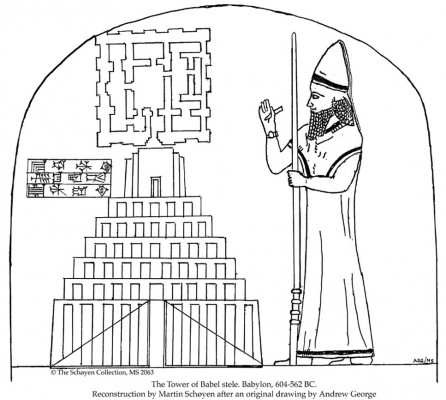 © The Schøyen Collection, MS 2063
The Tower of Babel stele. Babylon, 604-562 BC.
Reconstruction by Martin Schøyen after an original drawing by Andrew George